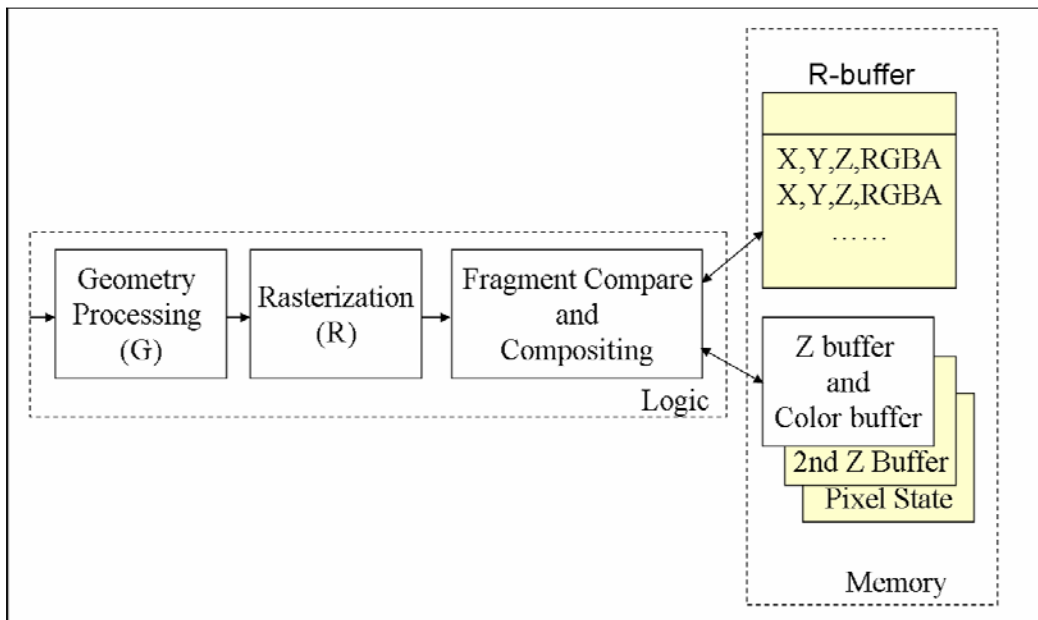 R-buffer
X,Y,Z,RGBA
X,Y,Z,RGBA
......
Geometry
Processing
(G)
Rasterization
(R)
Fragment Compare
and
Compositing
Logic
Z buffer
and
Color buffer
2nd Z Buffer
Pixel State
Memory